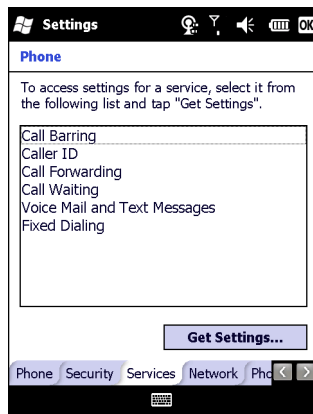 Settings
OK
Phone
To access settings for a service, select it from
the following list and tap "Get Settings".
Call Barring
Caller ID
Call Forwarding
Call Waiting
Voice Mail and Text Messages
Fixed Dialing
Get Settings...
Phone Security Services Network Pho